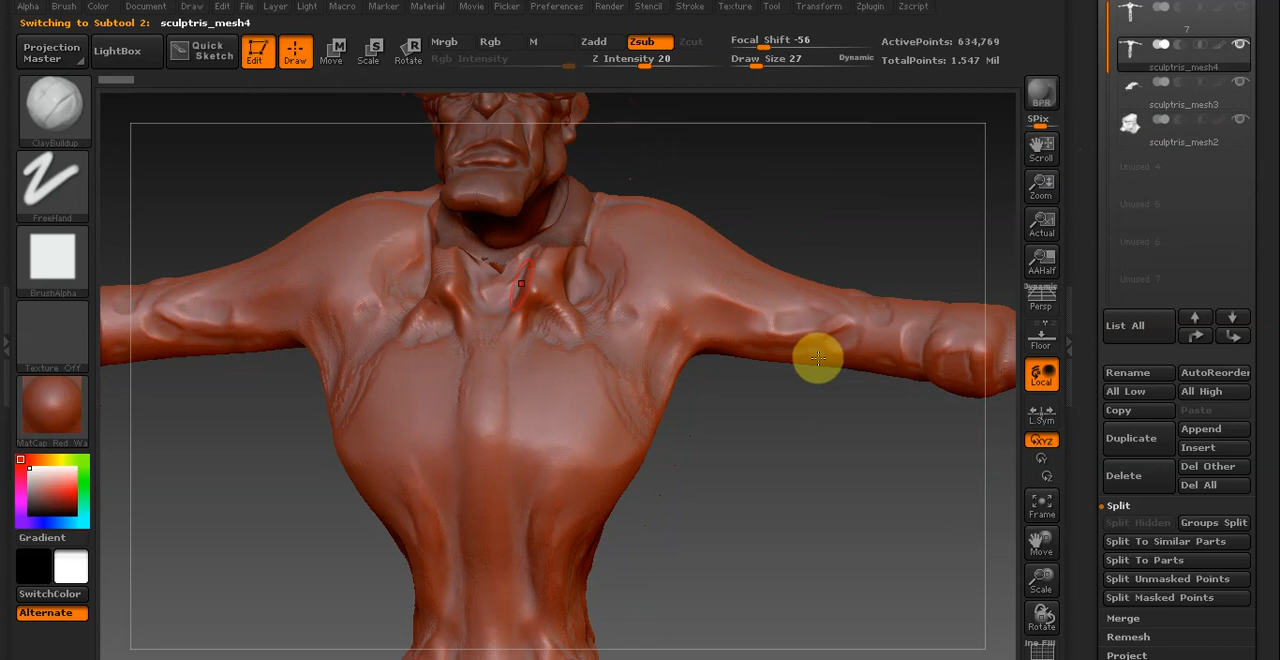 Alpha Brush Color Document Draw Edit File Layer Light Macro Marker Material Movie Picker Preferences Render Stencil Stroke Texture Tool Transform Zplugin Zscript
Switching to Subtool 2: sculptris_mesh4
Projection
Master
LightBox
Quick
Sketch
Edit
Draw
Move
Scale
Rotate
Mrgb Rgb M
Rgb Intensity
Zadd Zsub Zcut
Z Intensity 20
Focal Shift -56
Draw Size 27
Dynamic
ActivePoints: 634,769
TotalPoints: 1.547 Mil
ClayBuildup
FreeHand
BrushAlpha
Texture Off
MatCap Red Wa
Gradient
SwitchColor
Alternate
BPR
SPix
Scroll
Zoom
Actual
AAHalf
Dynamic
Persp
Floor
Local
L.Sym
XYZ
Frame
Move
Scale
Rotate
Line Fill
7
sculptris_mesh4
sculptris_mesh3
sculptris_mesh2
Unused 4
Unused 5
Unused 6
Unused 7
List All
Rename AutoReorder
All Low All High
Copy Paste
Duplicate
Append
Insert
Delete
Del Other
Del All
Split
Split Hidden Groups Split
Split To Similar Parts
Split To Parts
Split Unmasked Points
Split Masked Points
Merge
Remesh
Project